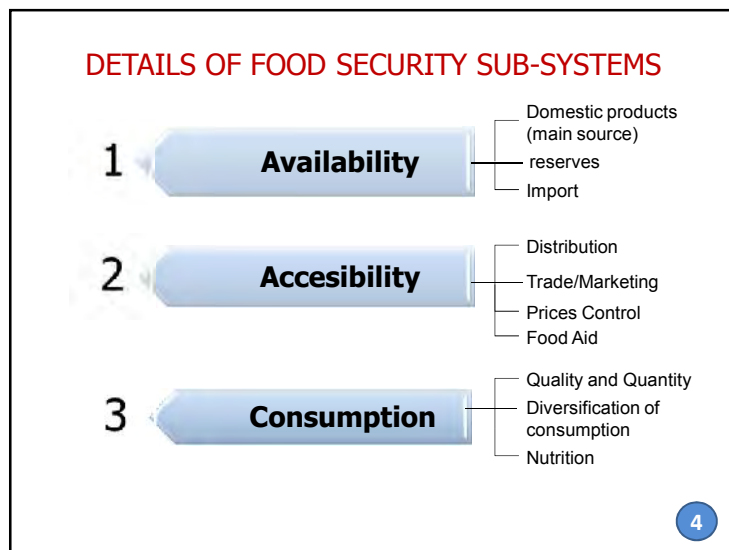 DETAILS OF FOOD SECURITY SUB-SYSTEMS
1
Availability
Domestic products
(main source)
reserves
Import
2
Accesibility
Distribution
Trade/Marketing
Prices Control
Food Aid
3
Consumption
Quality and Quantity
Diversification of
consumption
Nutrition
4